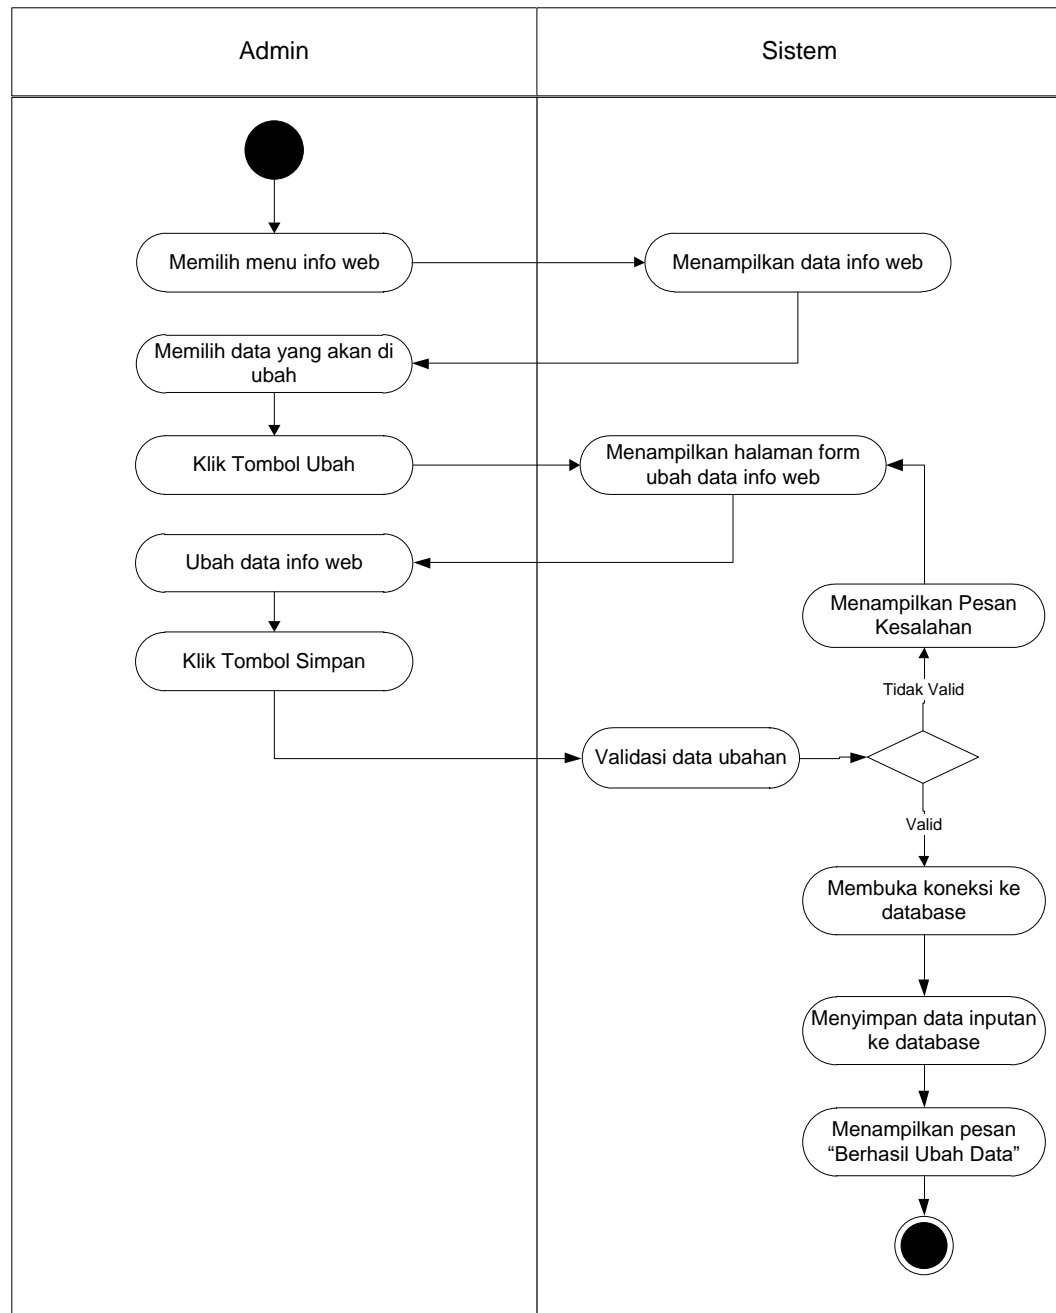 Admin
Sistem
Memilih menu info web
Menampilkan data info web
Memilih data yang akan di
ubah
Klik Tombol Ubah
Menampilkan halaman form
ubah data info web
Ubah data info web
Menampilkan Pesan
Kesalahan
Klik Tombol Simpan
Tidak Valid
Validasi data ubahan
Valid
Membuka koneksi ke
database
Menyimpan data inputan
ke database
Menampilkan pesan
“Berhasil Ubah Data”